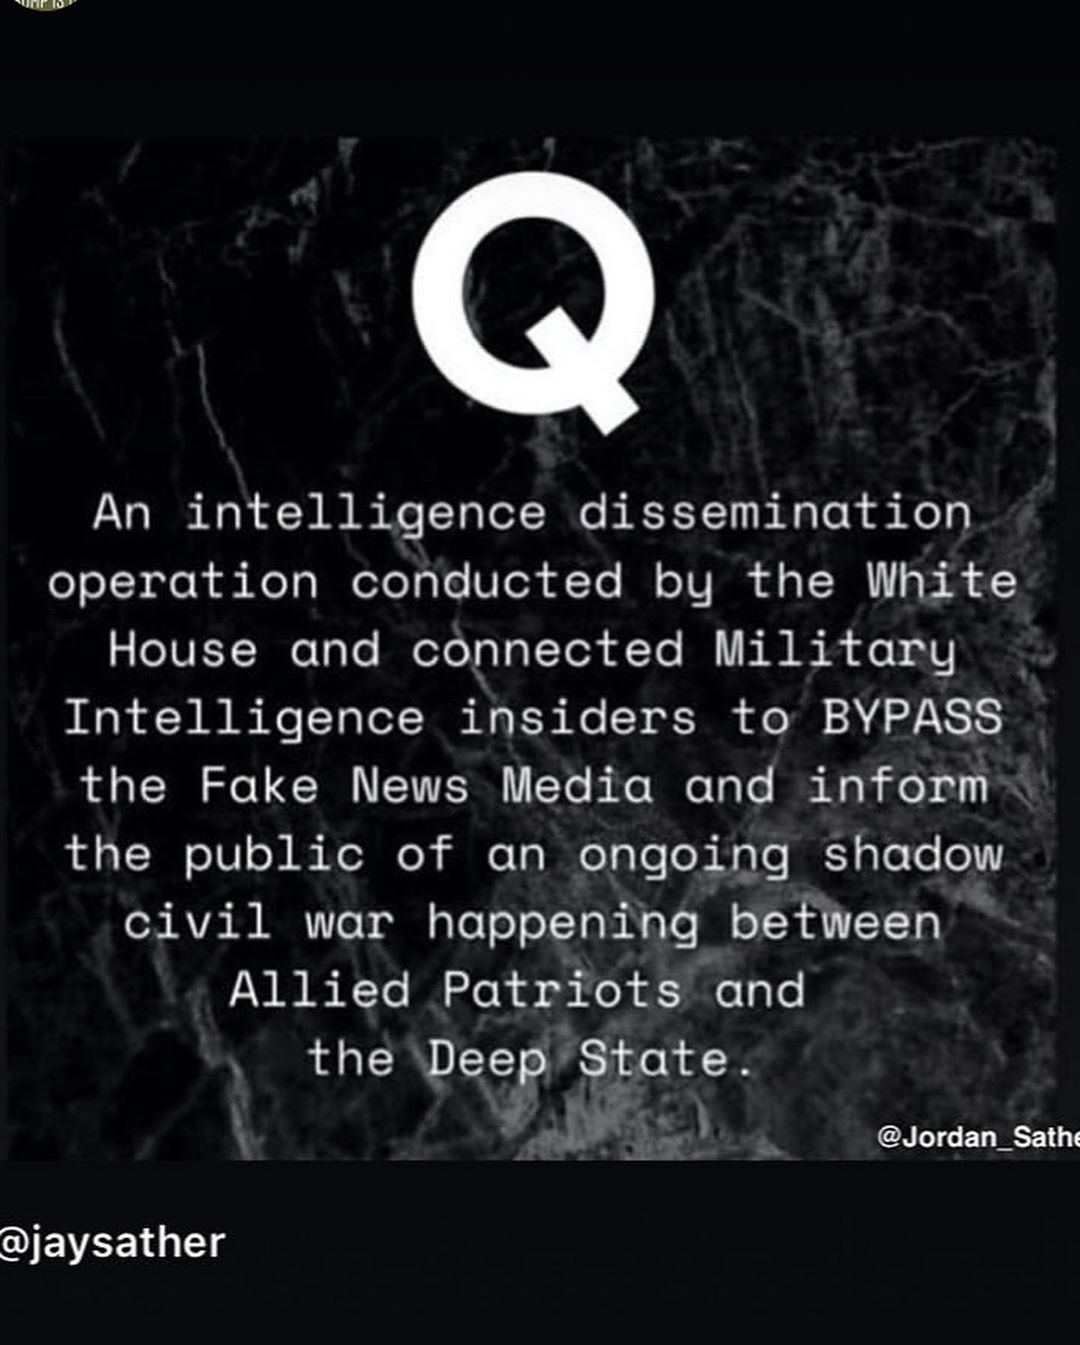 Q
An intelligence dissemination
operation conducted by the White
House and connected Military
Intelligence insiders to BYPASS
the Fake News Media and inform
the public of an ongoing shadow
civil war happening between
Allied Patriots and
the Deep State.
@Jordan_Sathe
@jaysather